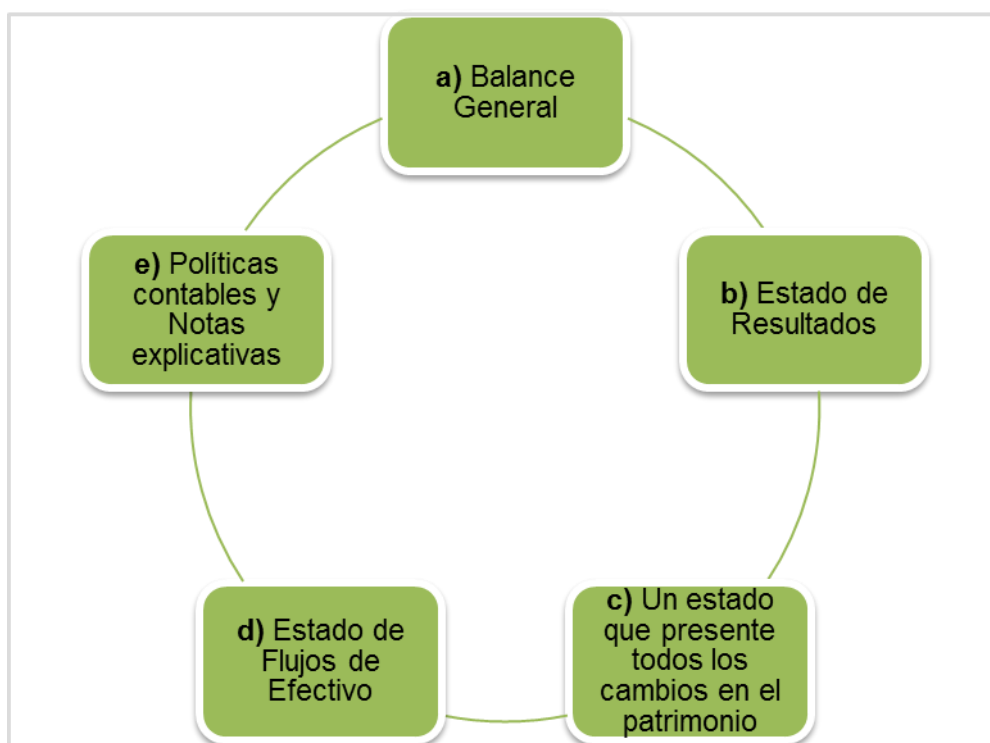 a) Balance
General
b) Estado de
Resultados
c) Un estado
que presente
todos los
cambios en el
patrimonio
d) Estado de
Flujos de
Efectivo
e) Políticas
contables y
Notas
explicativas